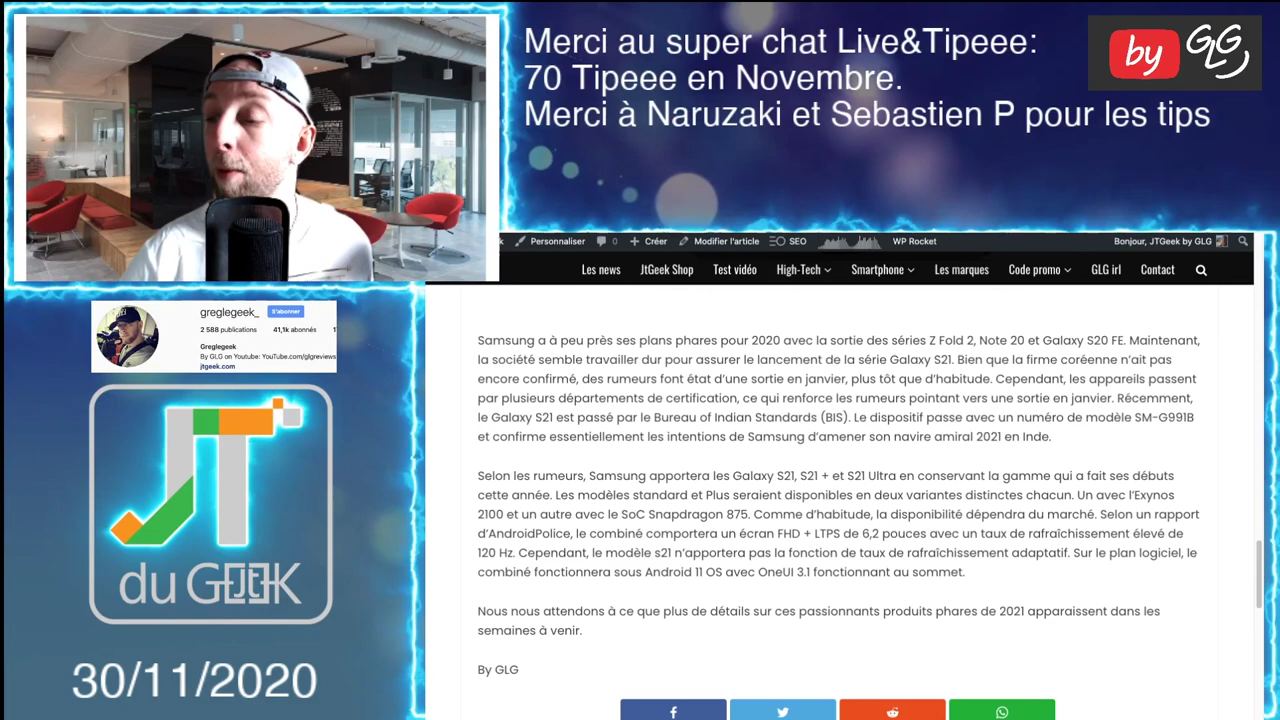 Merci au super chat Live&Tipeee:
70 Tipeee en Novembre.
Merci à Naruzaki et Sebastien P pour les tips
by GLG
Personnaliser 0 Créer Modifier l'article SEO WP Rocket Bonjour, JTGeek by GLG
Les news JtGeek Shop Test vidéo High-Tech Smartphone Les marques Code promo GLG irl Contact
greglegeek_ S'abonner
2 588 publications 41,1k abonnés
Greglegeek
By GLG on Youtube: YouTube.com/glgreviews
jtgeek.com
JT
du GEEK
30/11/2020
Samsung a à peu près ses plans phares pour 2020 avec la sortie des séries Z Fold 2, Note 20 et Galaxy S20 FE. Maintenant,
la société semble travailler dur pour assurer le lancement de la série Galaxy S21. Bien que la firme coréenne n'ait pas
encore confirmé, des rumeurs font état d'une sortie en janvier, plus tôt que d'habitude. Cependant, les appareils passent
par plusieurs départements de certification, ce qui renforce les rumeurs pointant vers une sortie en janvier. Récemment,
le Galaxy S21 est passé par le Bureau of Indian Standards (BIS). Le dispositif passe avec un numéro de modèle SM-G991B
et confirme essentiellement les intentions de Samsung d'amener son navire amiral 2021 en Inde.
Selon les rumeurs, Samsung apportera les Galaxy S21, S21 + et S21 Ultra en conservant la gamme qui a fait ses débuts
cette année. Les modèles standard et Plus seraient disponibles en deux variantes distinctes chacun. Un avec l'Exynos
2100 et un autre avec le SoC Snapdragon 875. Comme d'habitude, la disponibilité dépendra du marché. Selon un rapport
d'AndroidPolice, le combiné comportera un écran FHD + LTPS de 6,2 pouces avec un taux de rafraîchissement élevé de
120 Hz. Cependant, le modèle s21 n'apportera pas la fonction de taux de rafraîchissement adaptatif. Sur le plan logiciel, le
combiné fonctionnera sous Android 11 OS avec OneUI 3.1 fonctionnant au sommet.
Nous nous attendons à ce que plus de détails sur ces passionnants produits phares de 2021 apparaissent dans les
semaines à venir.
By GLG